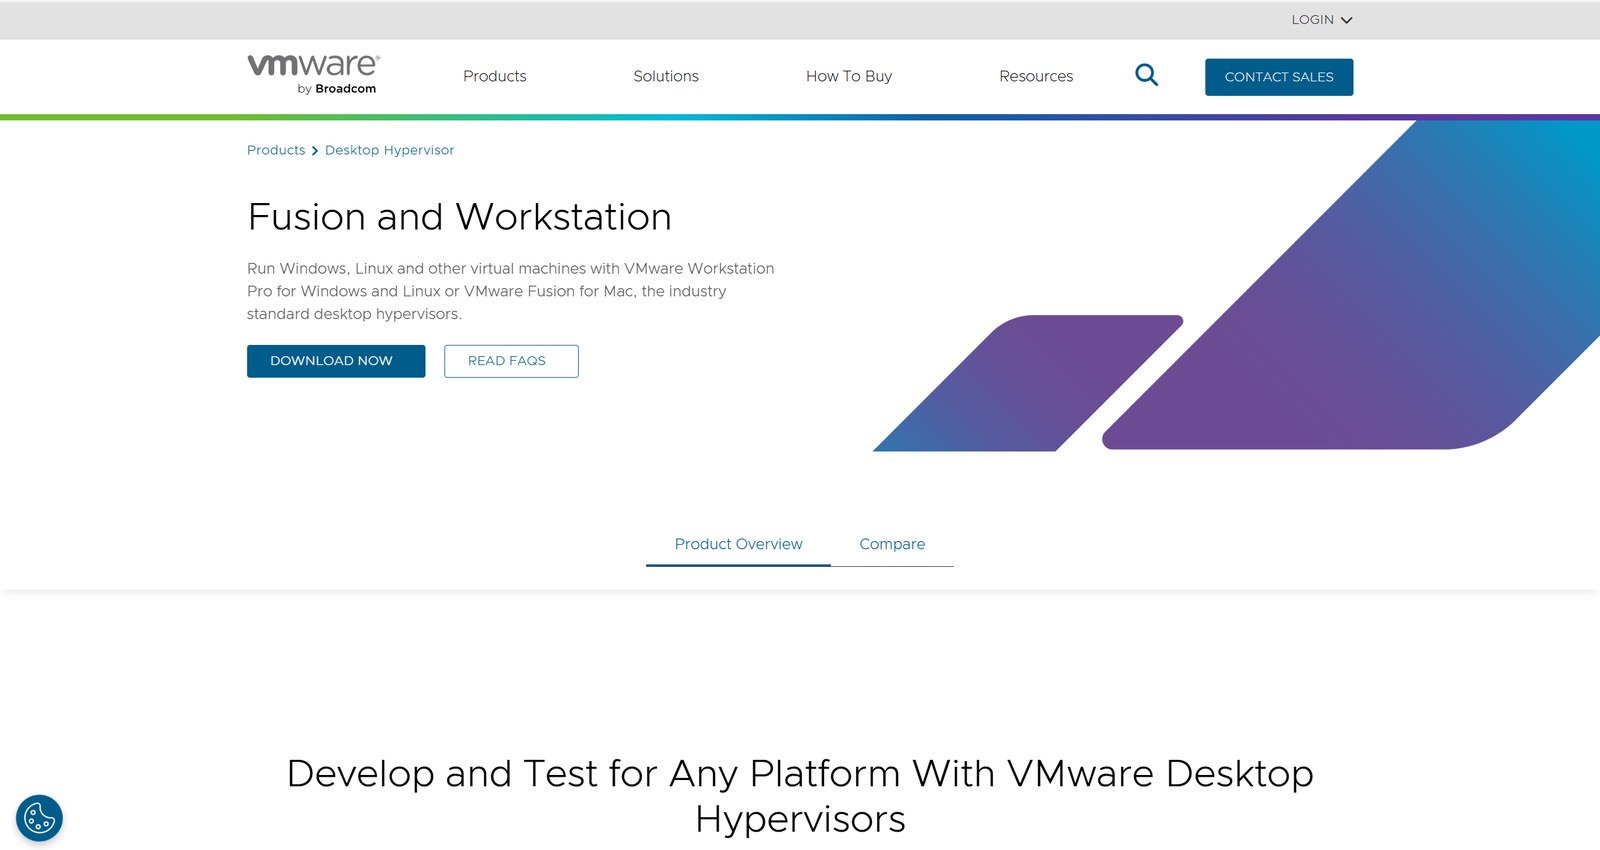 LOGIN
vmware®
by Broadcom
Products
Solutions
How To Buy
Resources
CONTACT SALES
Products
Desktop Hypervisor
Fusion and Workstation
Run Windows, Linux and other virtual machines with VMware Workstation
Pro for Windows and Linux or VMware Fusion for Mac, the industry
standard desktop hypervisors.
DOWNLOAD NOW
READ FAQS
Product Overview
Compare
Develop and Test for Any Platform With VMware Desktop
Hypervisors